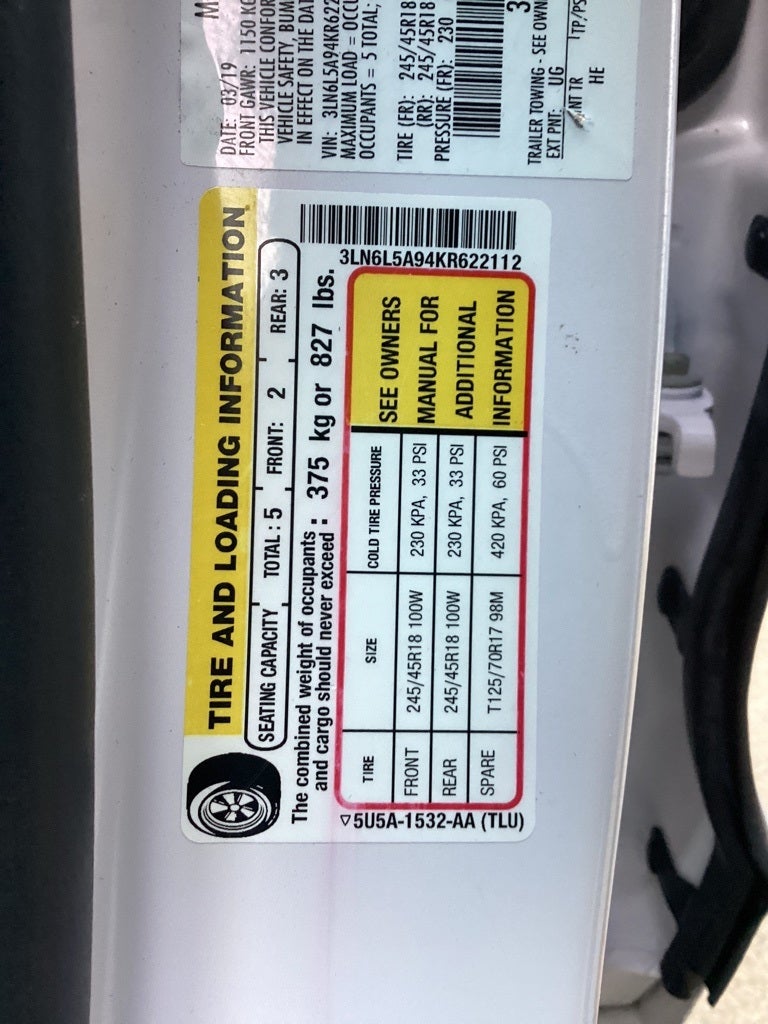 DATE: 03/19
FRONT GAWR: 1150 KG
THIS VEHICLE CONFOR
VEHICLE SAFETY, BUM
IN EFFECT ON THE DAT
VIN: 3LN6L5A94KR622
MAXIMUM LOAD = OCCU
OCCUPANTS = 5 TOTAL;
TIRE (FR): 245/45R18
(RR): 245/45R18
PRESSURE (FR): 230
TRAILER TOWING - SEE OWN
EXT PNT: UG
INT TR TP/PS
HE
TIRE AND LOADING INFORMATION
SEATING CAPACITY TOTAL : 5 FRONT: 2 REAR: 3
The combined weight of occupants
and cargo should never exceed : 375 kg or 827 lbs.
3LN6L5A94KR622112
TIRE SIZE COLD TIRE PRESSURE
FRONT 245/45R18 100W 230 KPA, 33 PSI
REAR 245/45R18 100W 230 KPA, 33 PSI
SPARE T125/70R17 98M 420 KPA, 60 PSI
SEE OWNERS
MANUAL FOR
ADDITIONAL
INFORMATION
▽5U5A-1532-AA (TLU)